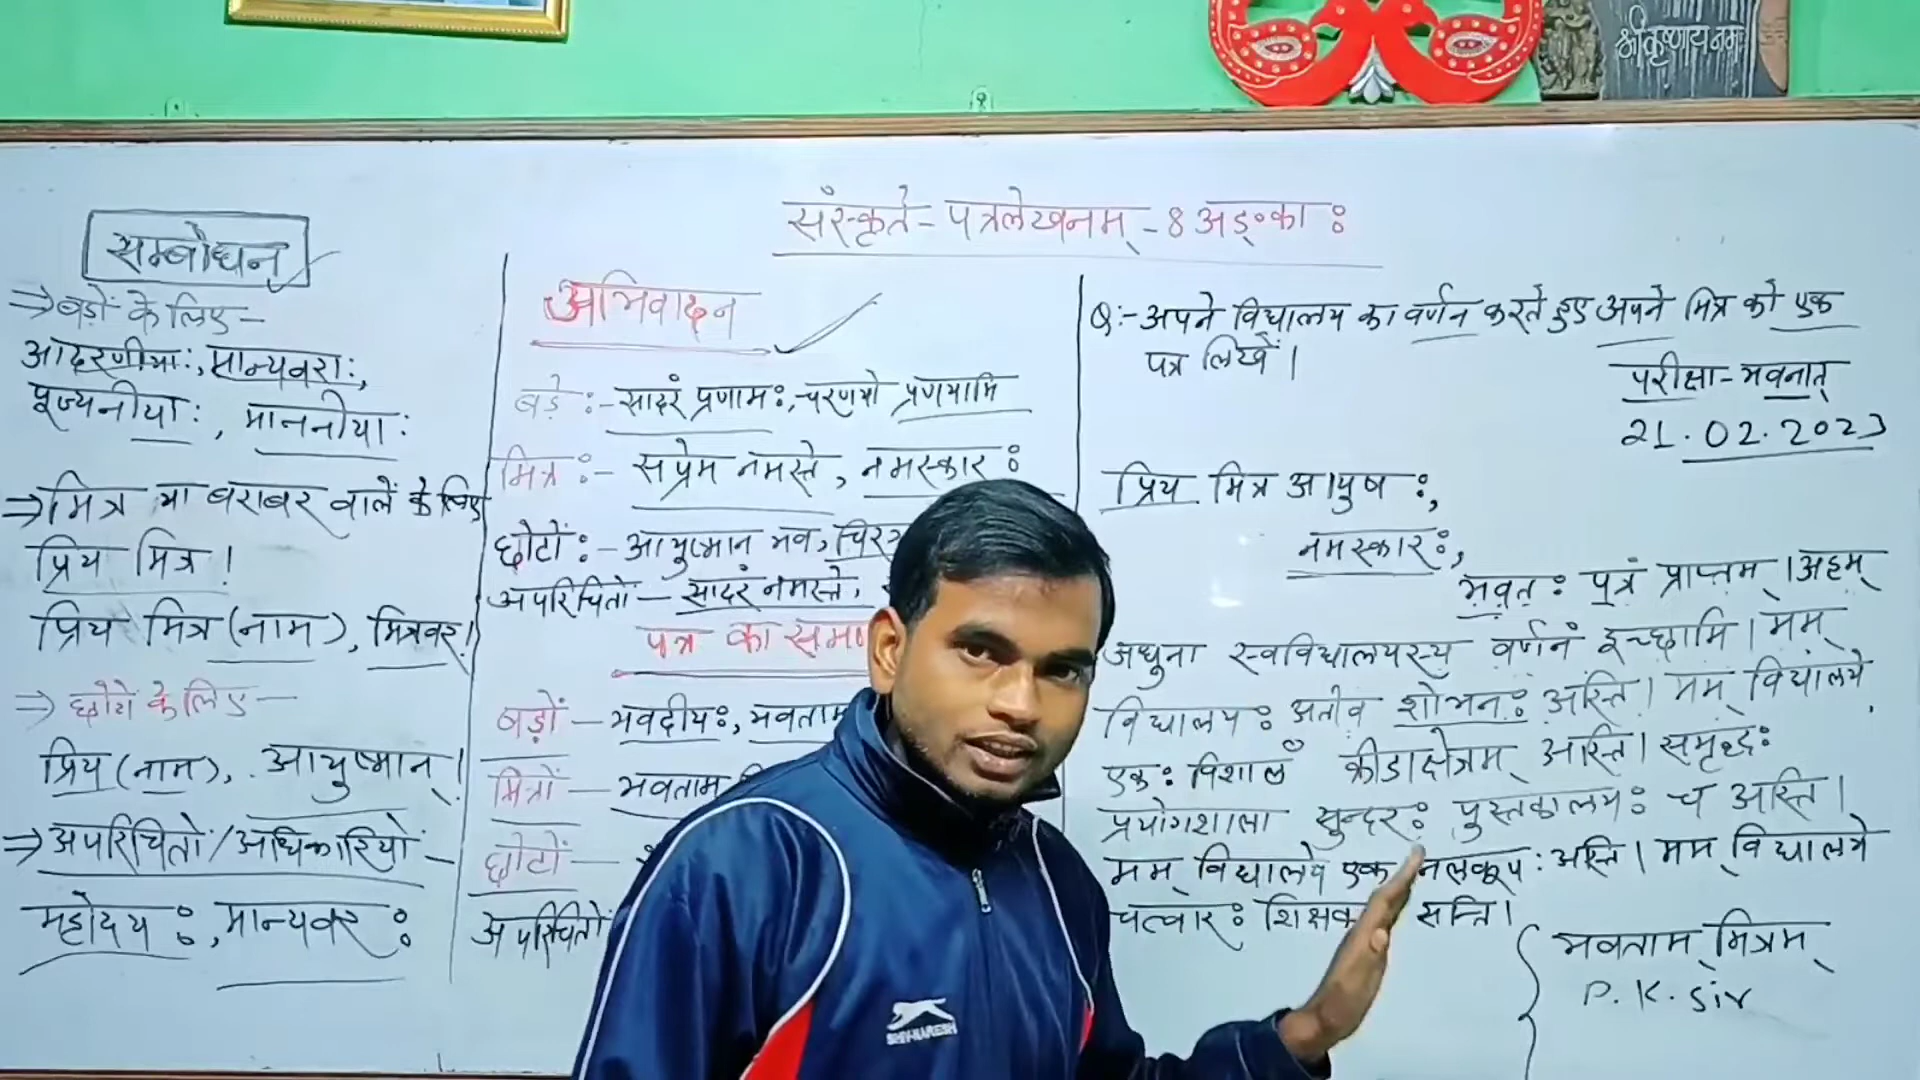 श्रीकृष्णाय नमः
संस्कृते - पत्रलेखनम् - 8 अङ्काः
सम्बोधन
⇒ बड़ों के लिए -
आदरणीयाः, मान्यवराः,
पूज्यनीयाः, माननीयाः
⇒ मित्र या बराबर वालें के लिए
प्रिय मित्र !
प्रिय मित्र (नाम), मित्रवर !
⇒ छोटों के लिए -
प्रिय (नाम), आयुष्मान् !
⇒ अपरिचितों/अधिकारियों -
महोदयः, मान्यवरः
अभिवादन
बड़े :- सादरं प्रणामः, चरणयो प्रणयामि
मित्र :- सप्रेम नमस्ते, नमस्कारः
छोटों :- आयुष्मान भव,
अपरिचितों - सादरं नमस्ते,
पत्र का
बड़ों - भवदीयः, भवताम
मित्रों - भवताम
छोटों -
अपरिचितों
Q:- अपने विद्यालय का वर्णन करते हुए अपने मित्र को एक
पत्र लिखें।
परीक्षा - भवनात्
21.02.2023
प्रिय मित्र आयुषः,
नमस्कारः,
भवतः पत्रं प्राप्तम्। अहम्
अधुना स्वविद्यालयस्य वर्णनं इच्छामि। मम्
विद्यालयः अतीव शोभनः अस्ति। मम् विद्यालये
एकः विशालँ क्रीडाक्षेत्रम् अस्ति। समृद्धः
प्रयोगशाला सुन्दरः पुस्तकालयः च अस्ति।
मम् विद्यालये एक नलकूपः अस्ति। मम् विद्यालये
चत्वारः शिक्षक सन्ति।
भवताम् मित्रम्
P. K. Sir
SHIV-NARESH